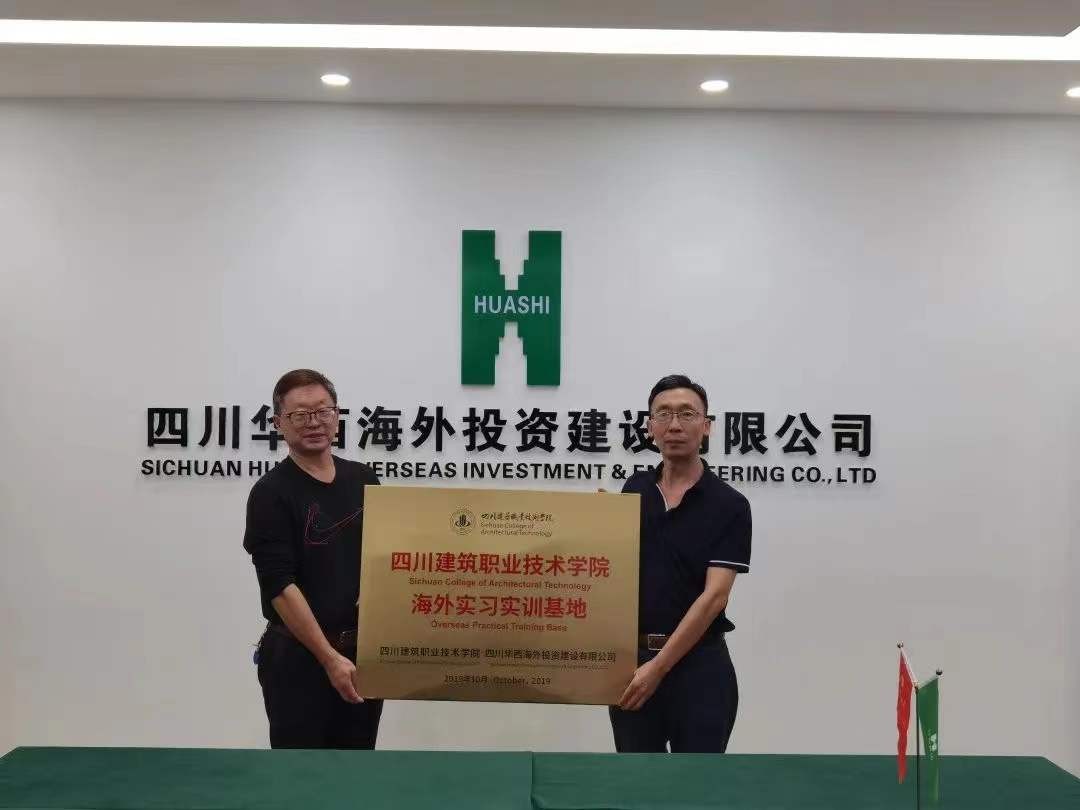 HUASHI
四川华西海外投资建设有限公司
SICHUAN HU OVERSEAS INVESTMENT & ENGINEERING CO., LTD
四川建筑职业技术学院
Sichuan College of
Architectural Technology
四川建筑职业技术学院
Sichuan College of Architectural Technology
海外实习实训基地
Overseas Practical Training Base
四川建筑职业技术学院 四川华西海外投资建设有限公司
2019年10月 October, 2019